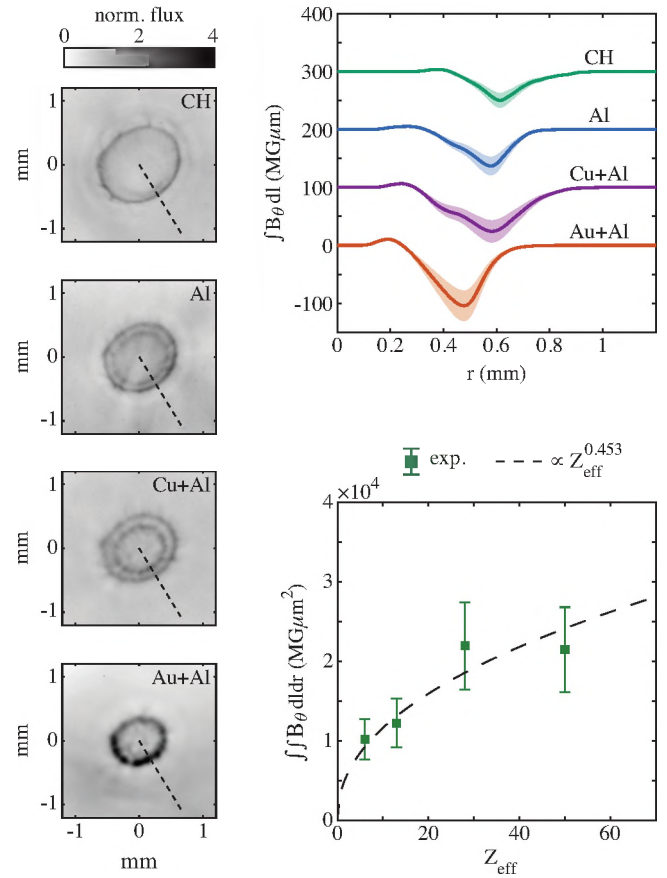 norm. flux
0 2 4
CH
1
0
-1
mm
Al
1
0
-1
mm
Cu+Al
1
0
-1
mm
Au+Al
1
0
-1
mm
-1 0 1
mm
400
300
200
100
0
-100
∫B_θ dl (MGμm)
CH
Al
Cu+Al
Au+Al
0 0.2 0.4 0.6 0.8 1
r (mm)
exp. ∝ Z_eff^0.453
×10^4
4
3
2
1
0
∫∫B_θ dldr (MGμm²)
0 20 40 60
Z_eff